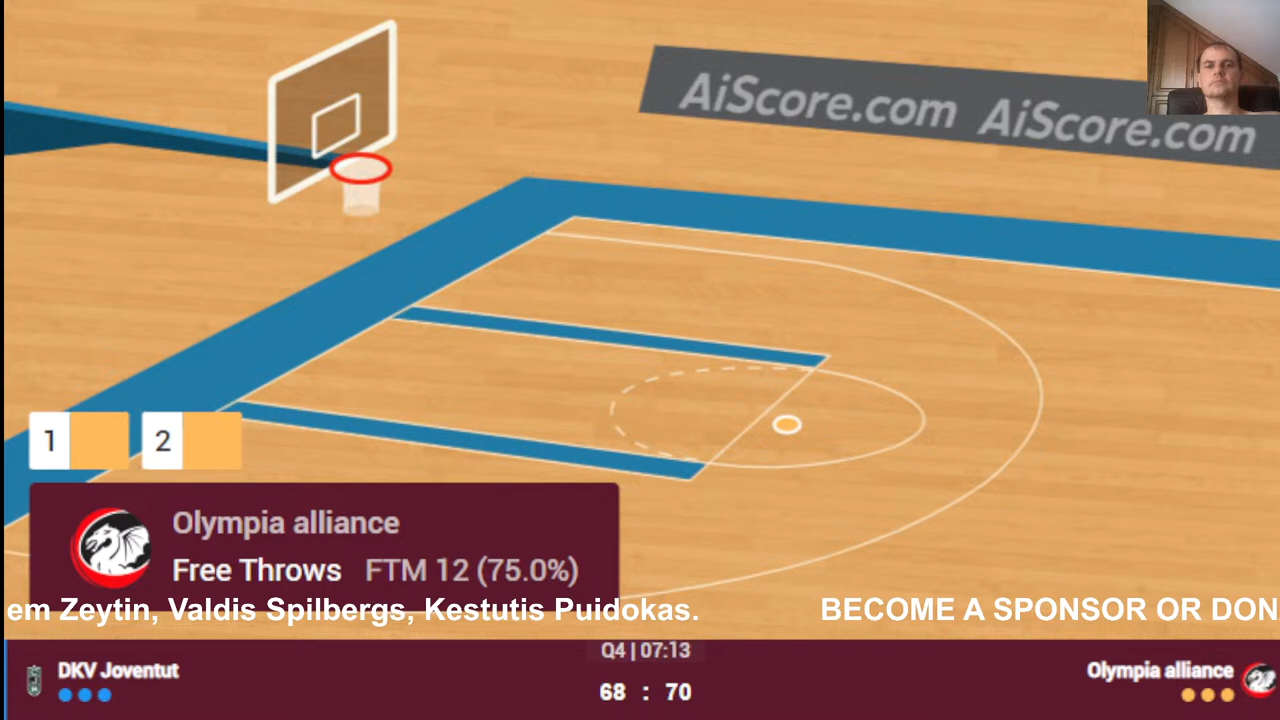 AiScore.com AiScore.com
1 2
Olympia alliance
Free Throws FTM 12 (75.0%)
em Zeytin, Valdis Spilbergs, Kestutis Puidokas. BECOME A SPONSOR OR DON
Q4 | 07:13
DKV Joventut 68 : 70 Olympia alliance